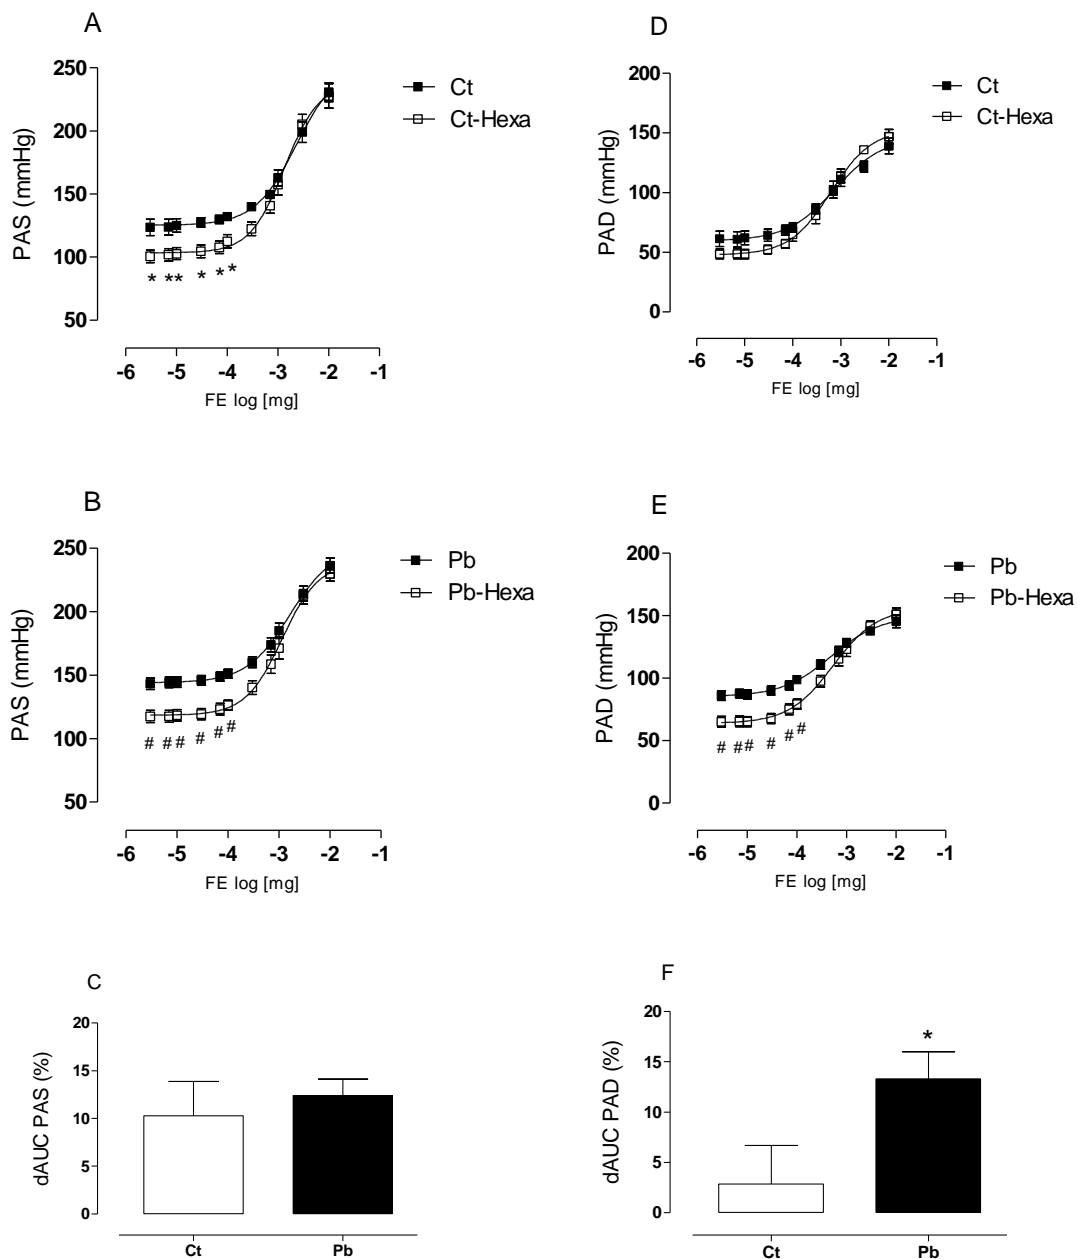 A
PAS (mmHg)
250
200
150
100
50
Ct
Ct-Hexa
* ** * * *
-6 -5 -4 -3 -2 -1
FE log [mg]
D
PAD (mmHg)
200
150
100
50
0
Ct
Ct-Hexa
-6 -5 -4 -3 -2 -1
FE log [mg]
B
PAS (mmHg)
250
200
150
100
50
Pb
Pb-Hexa
# # # # # #
-6 -5 -4 -3 -2 -1
FE log [mg]
E
PAD (mmHg)
200
150
100
50
0
Pb
Pb-Hexa
# # # # # #
-6 -5 -4 -3 -2 -1
FE log [mg]
C
dAUC PAS (%)
20
15
10
5
0
Ct Pb
F
dAUC PAD (%)
20
15
10
5
0
*
Ct Pb